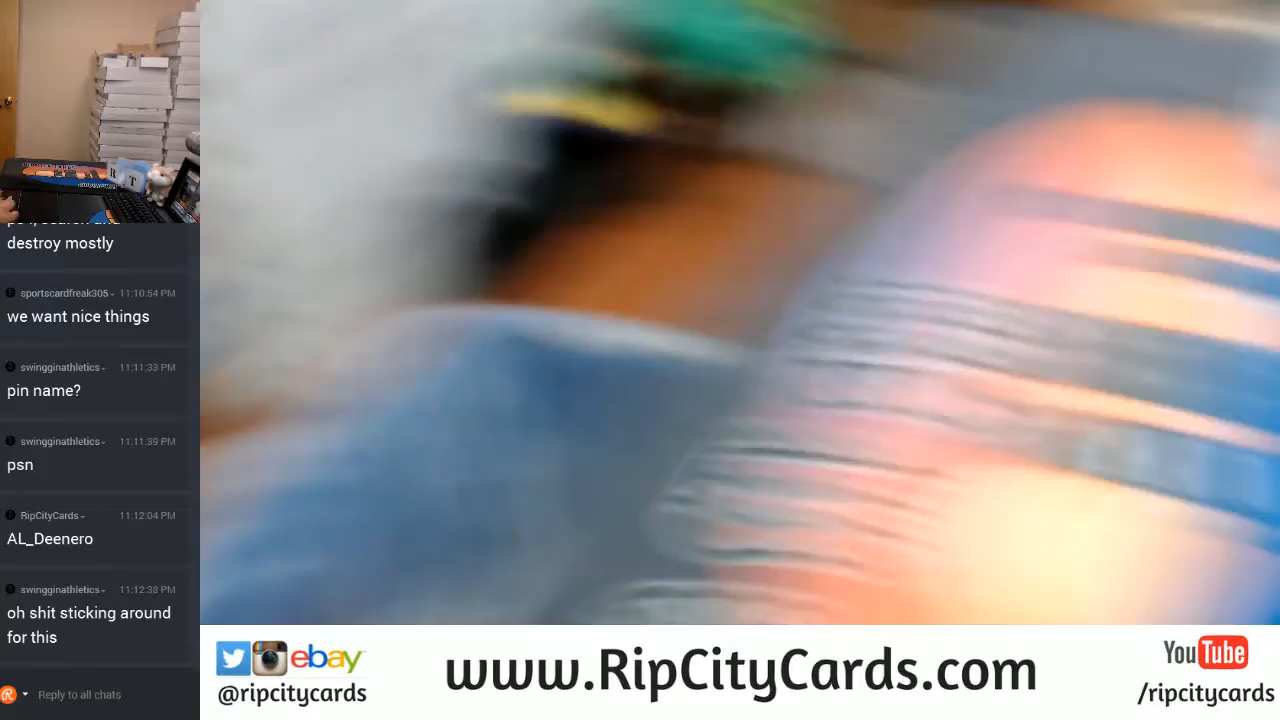 destroy mostly
sportscardfreak305 11:10:54 PM
we want nice things
swingginathletics 11:11:33 PM
pin name?
swingginathletics 11:11:39 PM
psn
RipCityCards 11:12:04 PM
AL_Deenero
swingginathletics 11:12:38 PM
oh shit sticking around
for this
Reply to all chats
ebay
@ripcitycards
www.RipCityCards.com
YouTube
/ripcitycards